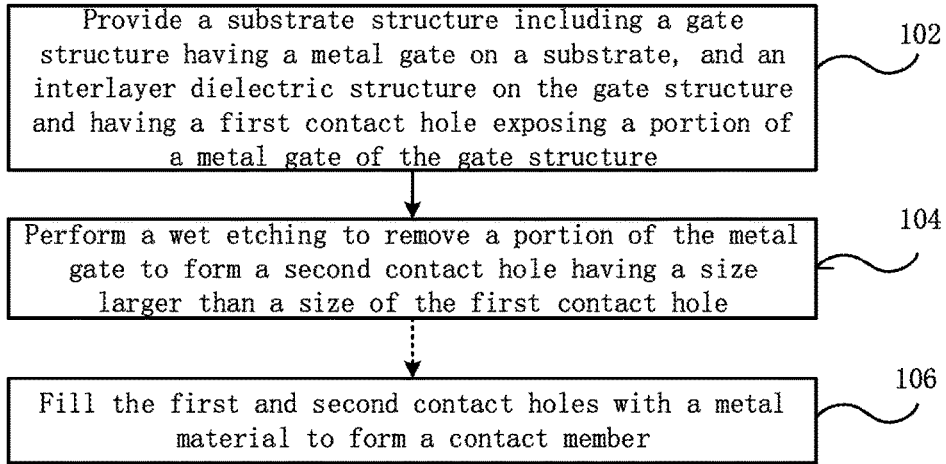 Provide a substrate structure including a gate
structure having a metal gate on a substrate, and an
interlayer dielectric structure on the gate structure
and having a first contact hole exposing a portion of
a metal gate of the gate structure
102
Perform a wet etching to remove a portion of the metal
gate to form a second contact hole having a size
larger than a size of the first contact hole
104
Fill the first and second contact holes with a metal
material to form a contact member
106